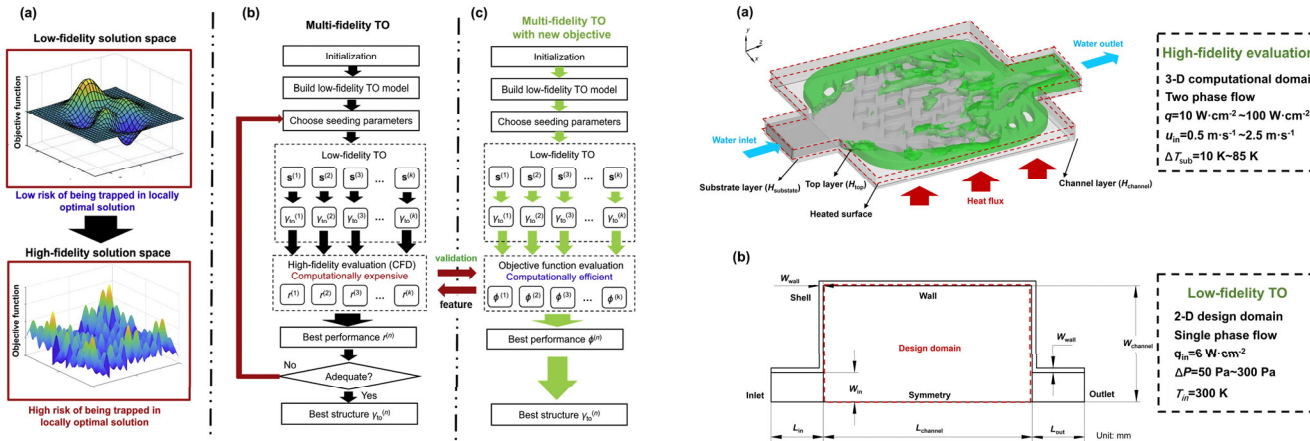 (a)
Low-fidelity solution space
Objective function
Low risk of being trapped in locally
optimal solution
High-fidelity solution space
Objective function
High risk of being trapped in
locally optimal solution
(b)
Multi-fidelity TO
Initialization
Build low-fidelity TO model
Choose seeding parameters
Low-fidelity TO
s⁽¹⁾ s⁽²⁾ s⁽³⁾ ... s⁽ᵏ⁾
γto⁽¹⁾ γto⁽²⁾ γto⁽³⁾ ... γto⁽ᵏ⁾
High-fidelity evaluation (CFD)
Computationally expensive
r⁽¹⁾ r⁽²⁾ r⁽³⁾ ... r⁽ᵏ⁾
Best performance r⁽ⁿ⁾
No
Adequate?
Yes
Best structure γto⁽ⁿ⁾
validation
feature
(c)
Multi-fidelity TO
with new objective
Initialization
Build low-fidelity TO model
Choose seeding parameters
Low-fidelity TO
s⁽¹⁾ s⁽²⁾ s⁽³⁾ ... s⁽ᵏ⁾
γto⁽¹⁾ γto⁽²⁾ γto⁽³⁾ ... γto⁽ᵏ⁾
Objective function evaluation
Computationally efficient
ϕ⁽¹⁾ ϕ⁽²⁾ ϕ⁽³⁾ ... ϕ⁽ᵏ⁾
Best performance ϕ⁽ⁿ⁾
Best structure γto⁽ⁿ⁾
(a)
y
z
x
Water outlet
Water inlet
Substrate layer (Hsubstate)
Top layer (Htop)
Heated surface
Heat flux
Channel layer (Hchannel)
High-fidelity evaluation
3-D computational domain
Two phase flow
q=10 W·cm⁻²~100 W·cm⁻²
uin=0.5 m·s⁻¹~2.5 m·s⁻¹
ΔTsub=10 K~85 K
(b)
Wwall
Shell
Wall
Wwall
Wchannel
Design domain
Win
Inlet
Symmetry
Outlet
Lin
Lchannel
Lout
Unit: mm
Low-fidelity TO
2-D design domain
Single phase flow
qin=6 W·cm⁻²
ΔP=50 Pa~300 Pa
Tin=300 K